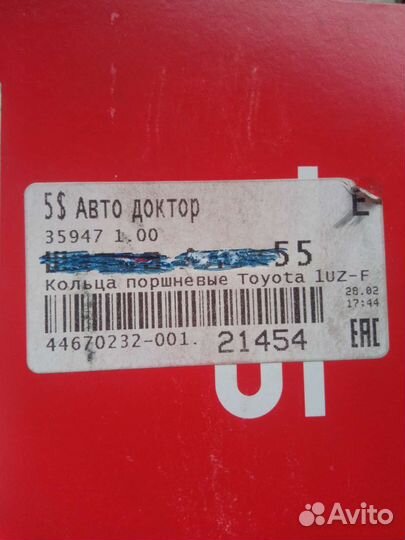 5$ Авто доктор
E
35947 1.00
55
Кольца поршневые Toyota 1UZ-F
28.02
17:44
44670232-001. 21454
EAC
Avito